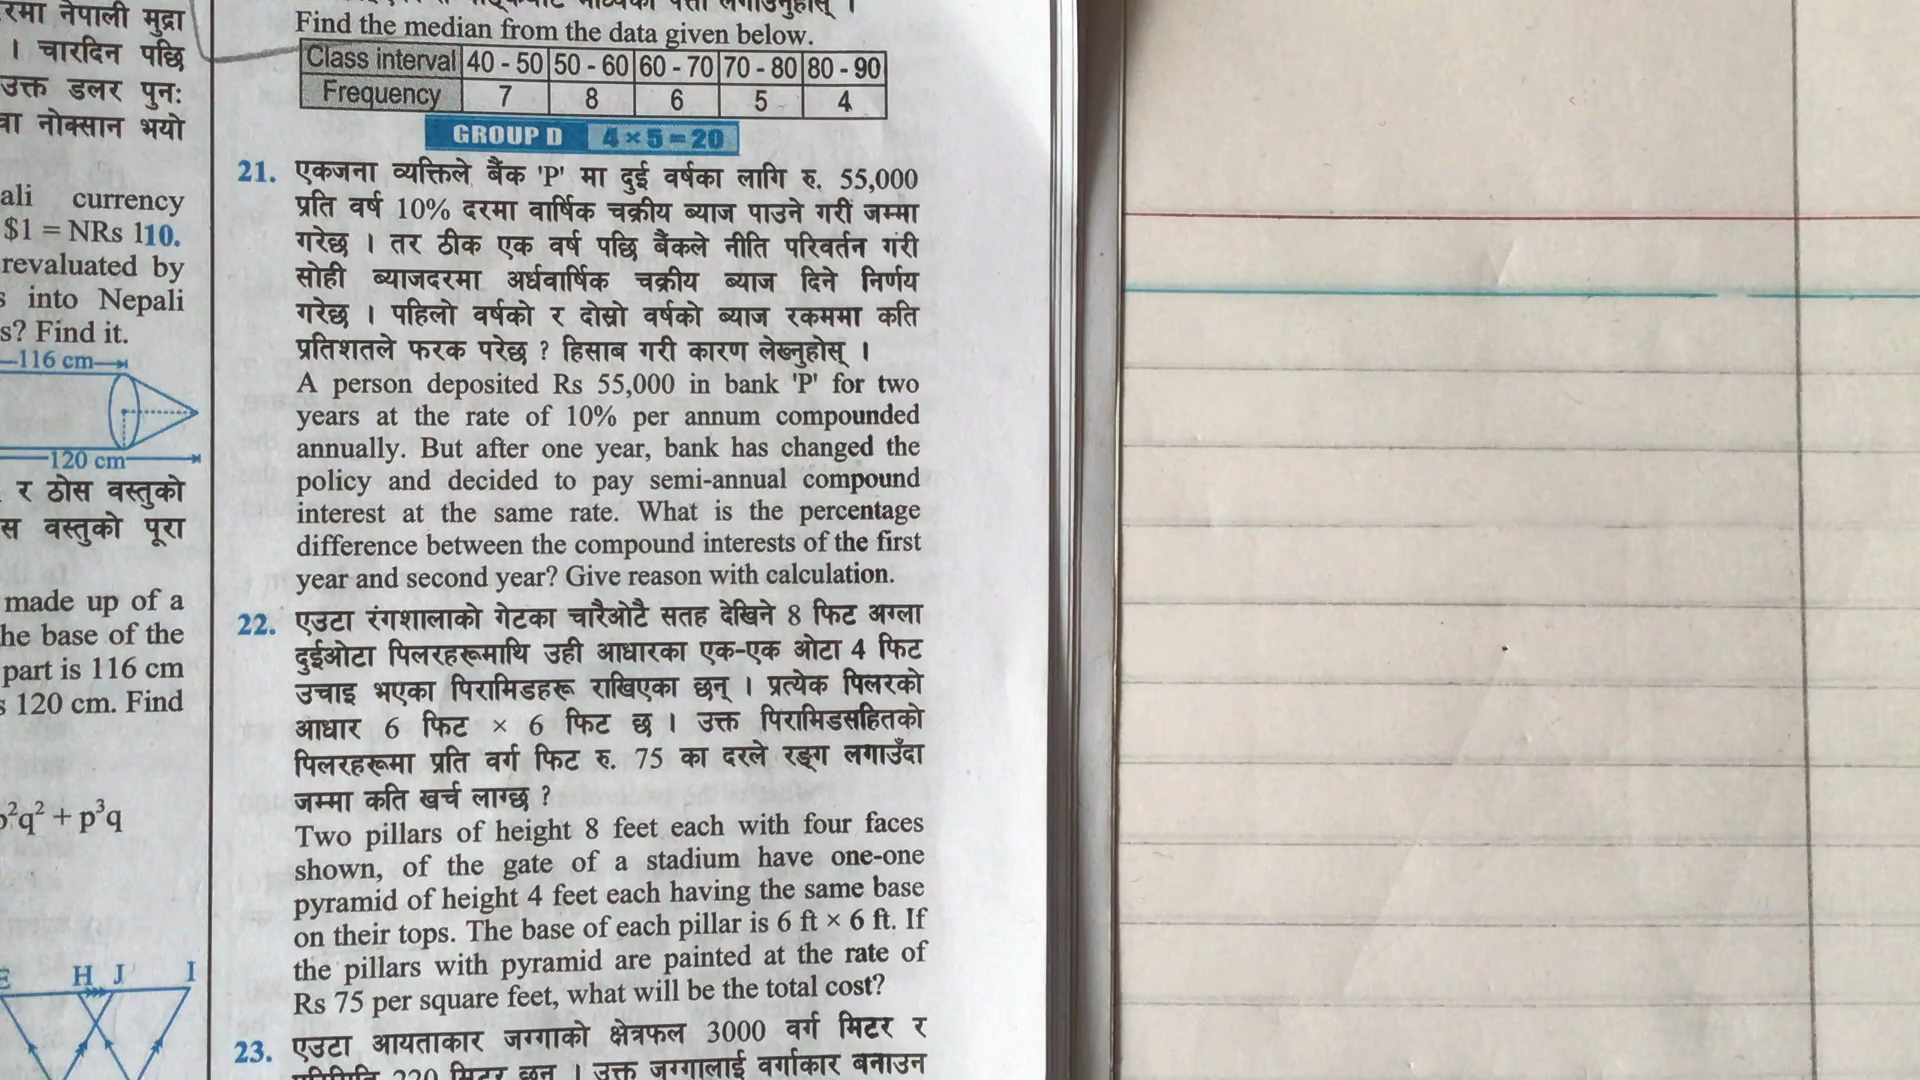 रमा नेपाली मुद्रा
। चारदिन पछि
उक्त डलर पुनः
वा नोक्सान भयो
ali currency
$1 = NRs 110.
revaluated by
s into Nepali
s? Find it.
116 cm
120 cm
र ठोस वस्तुको
स वस्तुको पूरा
made up of a
he base of the
part is 116 cm
s 120 cm. Find
p²q² + p³q
E H J I
Find the median from the data given below.
Class interval 40 - 50 50 - 60 60 - 70 70 - 80 80 - 90
Frequency 7 8 6 5 4
GROUP D 4 × 5 = 20
21. एकजना व्यक्तिले बैंक 'P' मा दुई वर्षका लागि रु. 55,000
प्रति वर्ष 10% दरमा वार्षिक चक्रीय ब्याज पाउने गरी जम्मा
गरेछ । तर ठीक एक वर्ष पछि बैंकले नीति परिवर्तन गरी
सोही ब्याजदरमा अर्धवार्षिक चक्रीय ब्याज दिने निर्णय
गरेछ । पहिलो वर्षको र दोस्रो वर्षको ब्याज रकममा कति
प्रतिशतले फरक परेछ ? हिसाब गरी कारण लेख्नुहोस् ।
A person deposited Rs 55,000 in bank 'P' for two
years at the rate of 10% per annum compounded
annually. But after one year, bank has changed the
policy and decided to pay semi-annual compound
interest at the same rate. What is the percentage
difference between the compound interests of the first
year and second year? Give reason with calculation.
22. एउटा रंगशालाको गेटका चारैओटै सतह देखिने 8 फिट अग्ला
दुईओटा पिलरहरूमाथि उही आधारका एक-एक ओटा 4 फिट
उचाइ भएका पिरामिडहरू राखिएका छन् । प्रत्येक पिलरको
आधार 6 फिट × 6 फिट छ । उक्त पिरामिडसहितको
पिलरहरूमा प्रति वर्ग फिट रु. 75 का दरले रङ्ग लगाउँदा
जम्मा कति खर्च लाग्छ ?
Two pillars of height 8 feet each with four faces
shown, of the gate of a stadium have one-one
pyramid of height 4 feet each having the same base
on their tops. The base of each pillar is 6 ft × 6 ft. If
the pillars with pyramid are painted at the rate of
Rs 75 per square feet, what will be the total cost?
23. एउटा आयताकार जग्गाको क्षेत्रफल 3000 वर्ग मिटर र
220 मिटर छन् । उक्त जग्गालाई वर्गाकार बनाउन